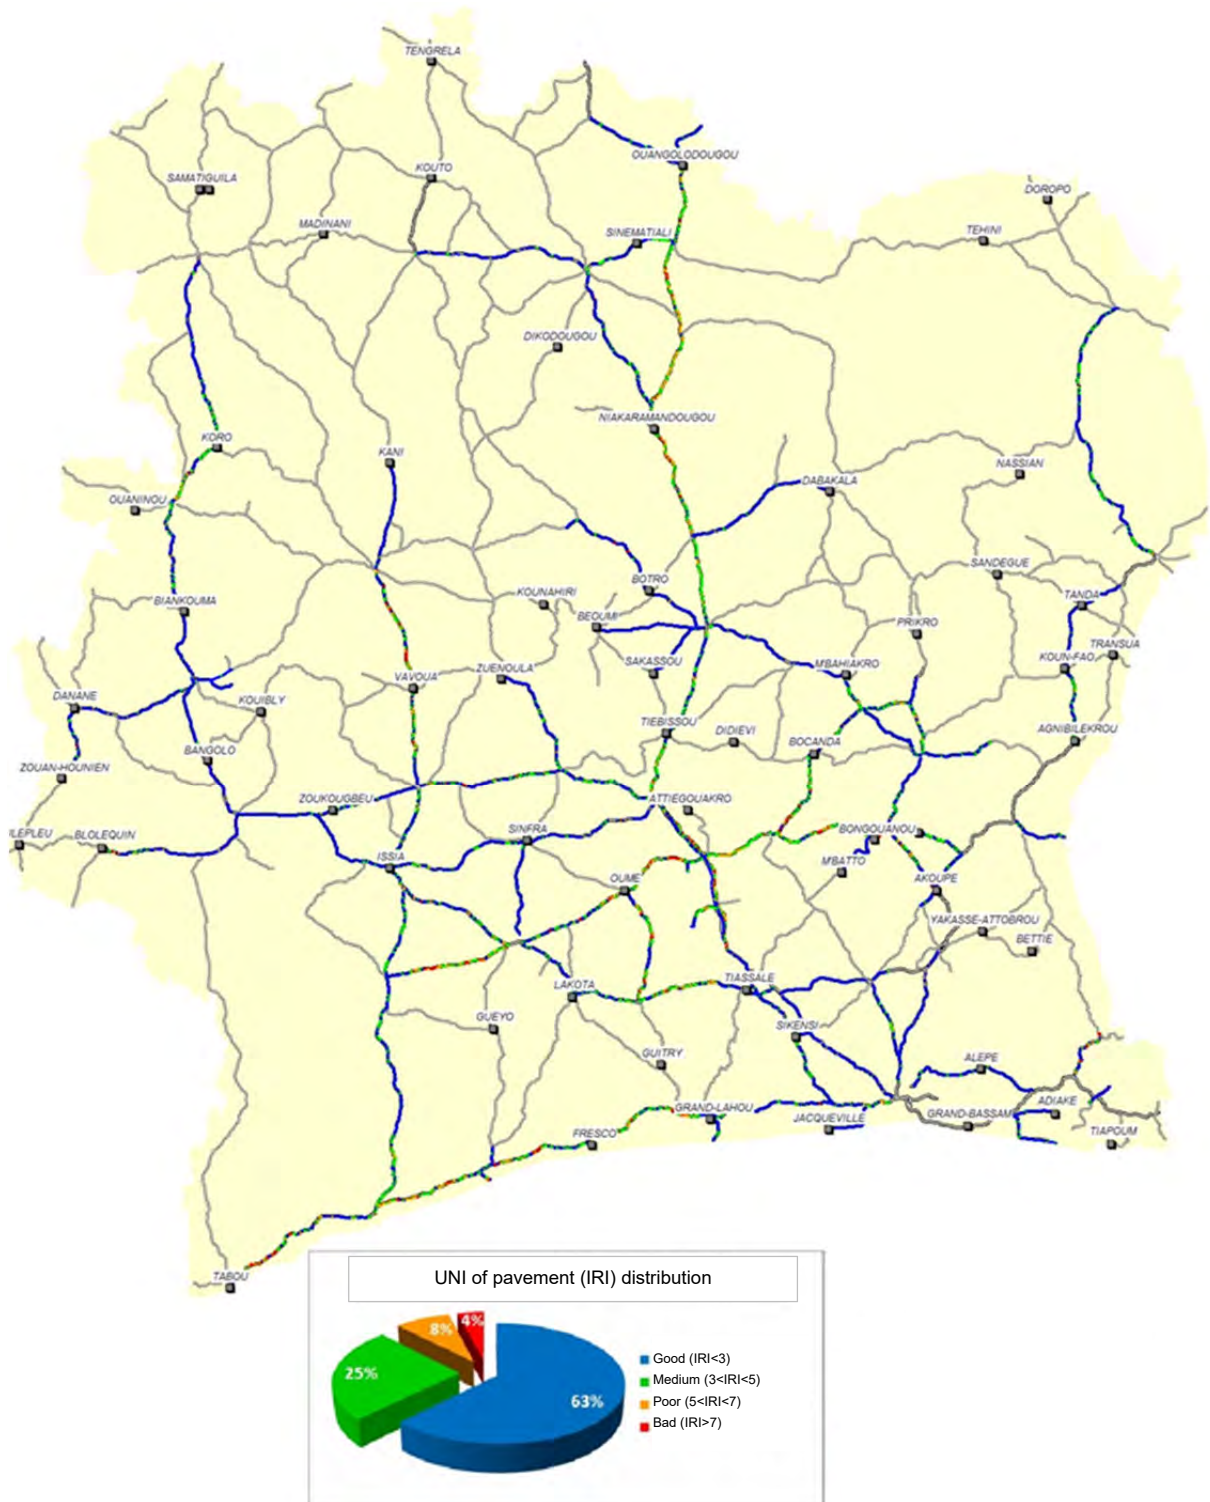 TENGRELA
OUANGOLODOUGOU
KOUTO
SAMATIGUILA
DOROPO
MADINANI
SINEMATIALI
TEHINI
DIKODOUGOU
NIAKARAMANDOUGOU
KORO
KANI
NASSIAN
DABAKALA
OUANINOU
SANDEGUE
BOTRO
KOUNAHIRI
TANDA
BIANKOUMA
BEOUMI
PRIKRO
TRANSUA
KOUN-FAO
SAKASSOU
M'BAHIAKRO
ZUENOULA
VAVOUA
DANANE
KOUIBLY
TIEBISSOU
DIDIEVI
AGNIBILEKROU
BOCANDA
BANGOLO
ZOUAN-HOUNIEN
ZOUKOUGBEU
ATTIEGOUAKRO
SINFRA
BONGOUANOU
ILEPLEU
BLOLEQUIN
ISSIA
M'BATTO
OUME
AKOUPE
YAKASSE-ATTOBROU
BETTIE
TIASSALE
LAKOTA
GUEYO
SIKENSI
GUITRY
ALEPE
GRAND-LAHOU
JACQUEVILLE
GRAND-BASSAM
ADIAKE
FRESCO
TIAPOUM
TABOU
UNI of pavement (IRI) distribution
4%
8%
25%
63%
Good (IRI<3)
Medium (3<IRI<5)
Poor (5<IRI<7)
Bad (IRI>7)